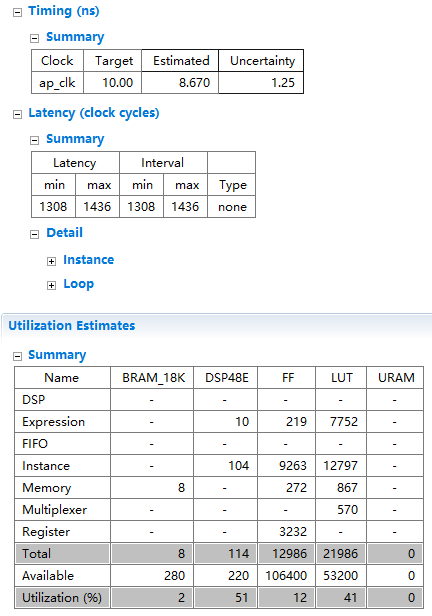 Timing (ns)
Summary
Clock Target Estimated Uncertainty
ap_clk 10.00 8.670 1.25
Latency (clock cycles)
Summary
Latency Interval
min max min max Type
1308 1436 1308 1436 none
Detail
Instance
Loop
Utilization Estimates
Summary
Name BRAM_18K DSP48E FF LUT URAM
DSP - - - - -
Expression - 10 219 7752 -
FIFO - - - - -
Instance - 104 9263 12797 -
Memory 8 - 272 867 -
Multiplexer - - - 570 -
Register - - 3232 - -
Total 8 114 12986 21986 0
Available 280 220 106400 53200 0
Utilization (%) 2 51 12 41 0